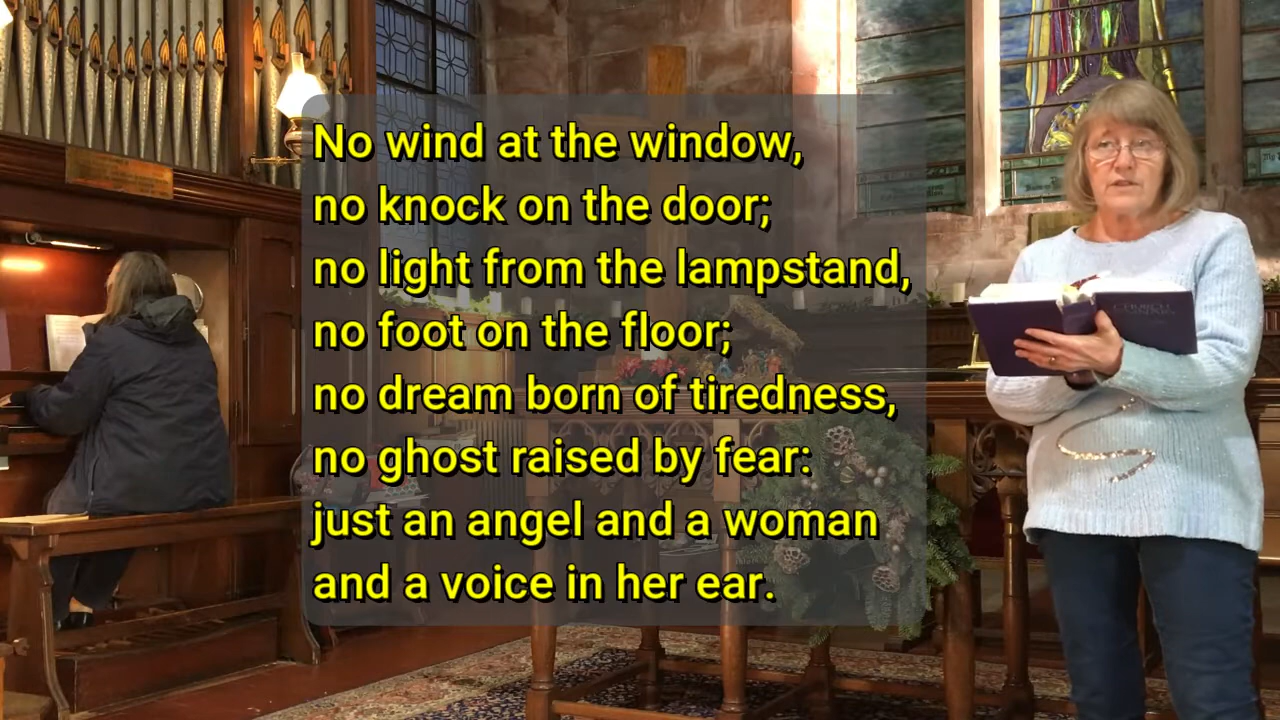 No wind at the window,
no knock on the door;
no light from the lampstand,
no foot on the floor;
no dream born of tiredness,
no ghost raised by fear:
just an angel and a woman
and a voice in her ear.
CHURCH